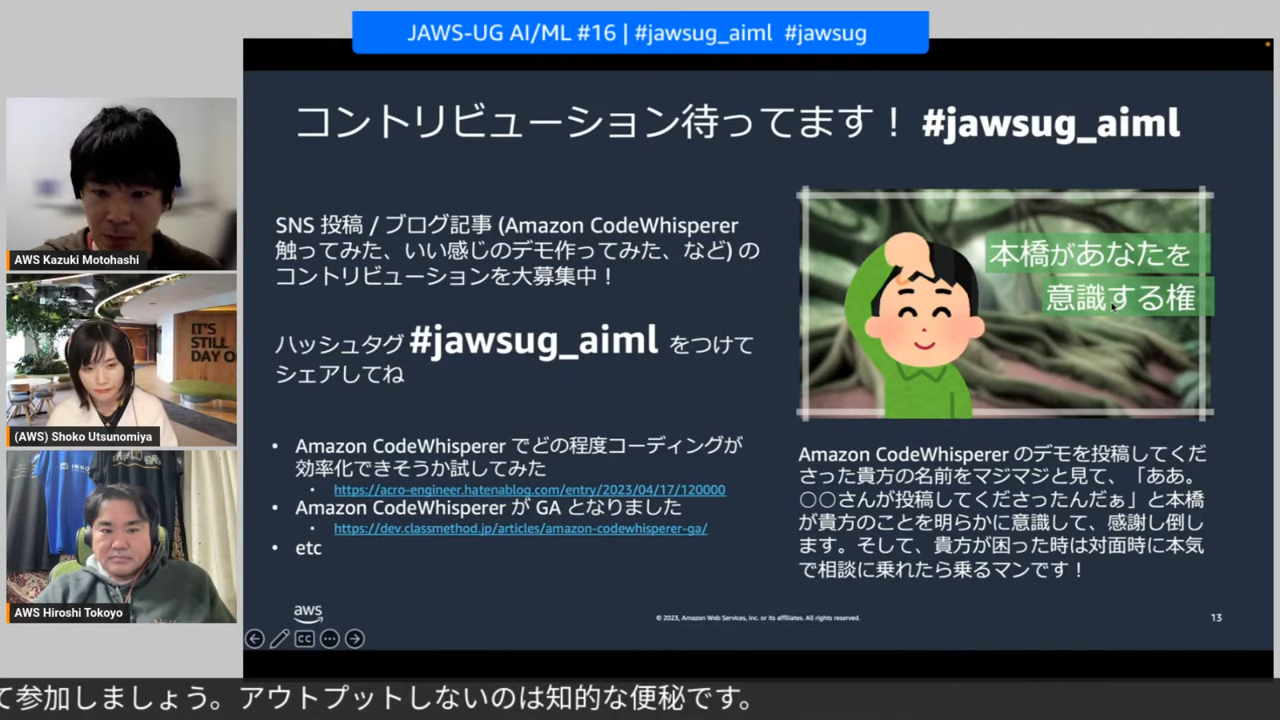 JAWS-UG AI/ML #16 | #jawsug_aiml #jawsug
コントリビューション待ってます！ #jawsug_aiml
SNS 投稿 / ブログ記事 (Amazon CodeWhisperer
触ってみた、いい感じのデモ作ってみた、など) の
コントリビューションを大募集中！
ハッシュタグ #jawsug_aiml をつけて
シェアしてね
• Amazon CodeWhisperer でどの程度コーディングが
効率化できそうか試してみた
• https://acro-engineer.hatenablog.com/entry/2023/04/17/120000
• Amazon CodeWhisperer が GA となりました
• https://dev.classmethod.jp/articles/amazon-codewhisperer-ga/
• etc
本橋があなたを
意識する権
Amazon CodeWhisperer のデモを投稿してくだ
さった貴方の名前をマジマジと見て、「ああ。
○○さんが投稿してくださったんだぁ」と本橋
が貴方のことを明らかに意識して、感謝し倒し
ます。そして、貴方が困った時は対面時に本気
で相談に乗れたら乗るマンです！
aws
© 2023, Amazon Web Services, Inc. or its affiliates. All rights reserved.
13
CC
AWS Kazuki Motohashi
IT'S
STILL
DAY O
(AWS) Shoko Utsunomiya
INNO
AWS Hiroshi Tokoyo
て参加しましょう。アウトプットしないのは知的な便秘です。